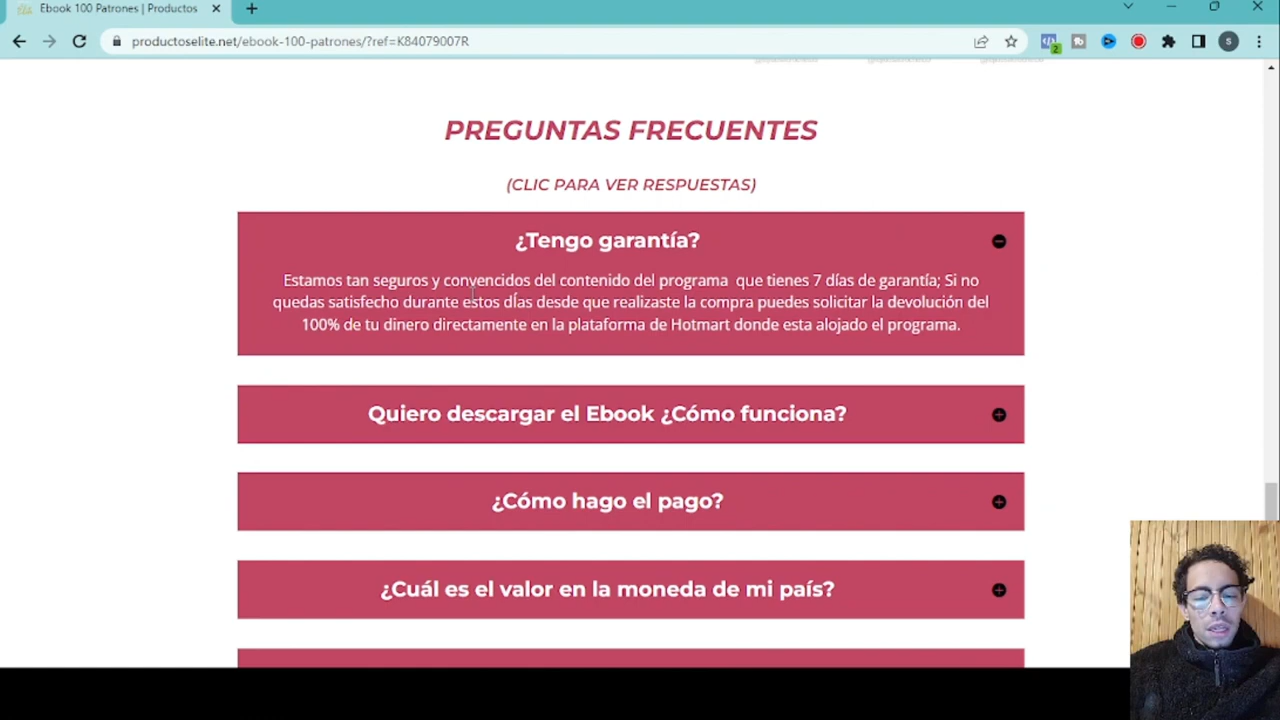 Ebook 100 Patrones | Productos
productoselite.net/ebook-100-patrones/?ref=K84079007R
2
S
PREGUNTAS FRECUENTES
(CLIC PARA VER RESPUESTAS)
¿Tengo garantía?
Estamos tan seguros y convencidos del contenido del programa que tienes 7 días de garantía; Si no
quedas satisfecho durante estos días desde que realizaste la compra puedes solicitar la devolución del
100% de tu dinero directamente en la plataforma de Hotmart donde esta alojado el programa.
Quiero descargar el Ebook ¿Cómo funciona?
¿Cómo hago el pago?
¿Cuál es el valor en la moneda de mi país?